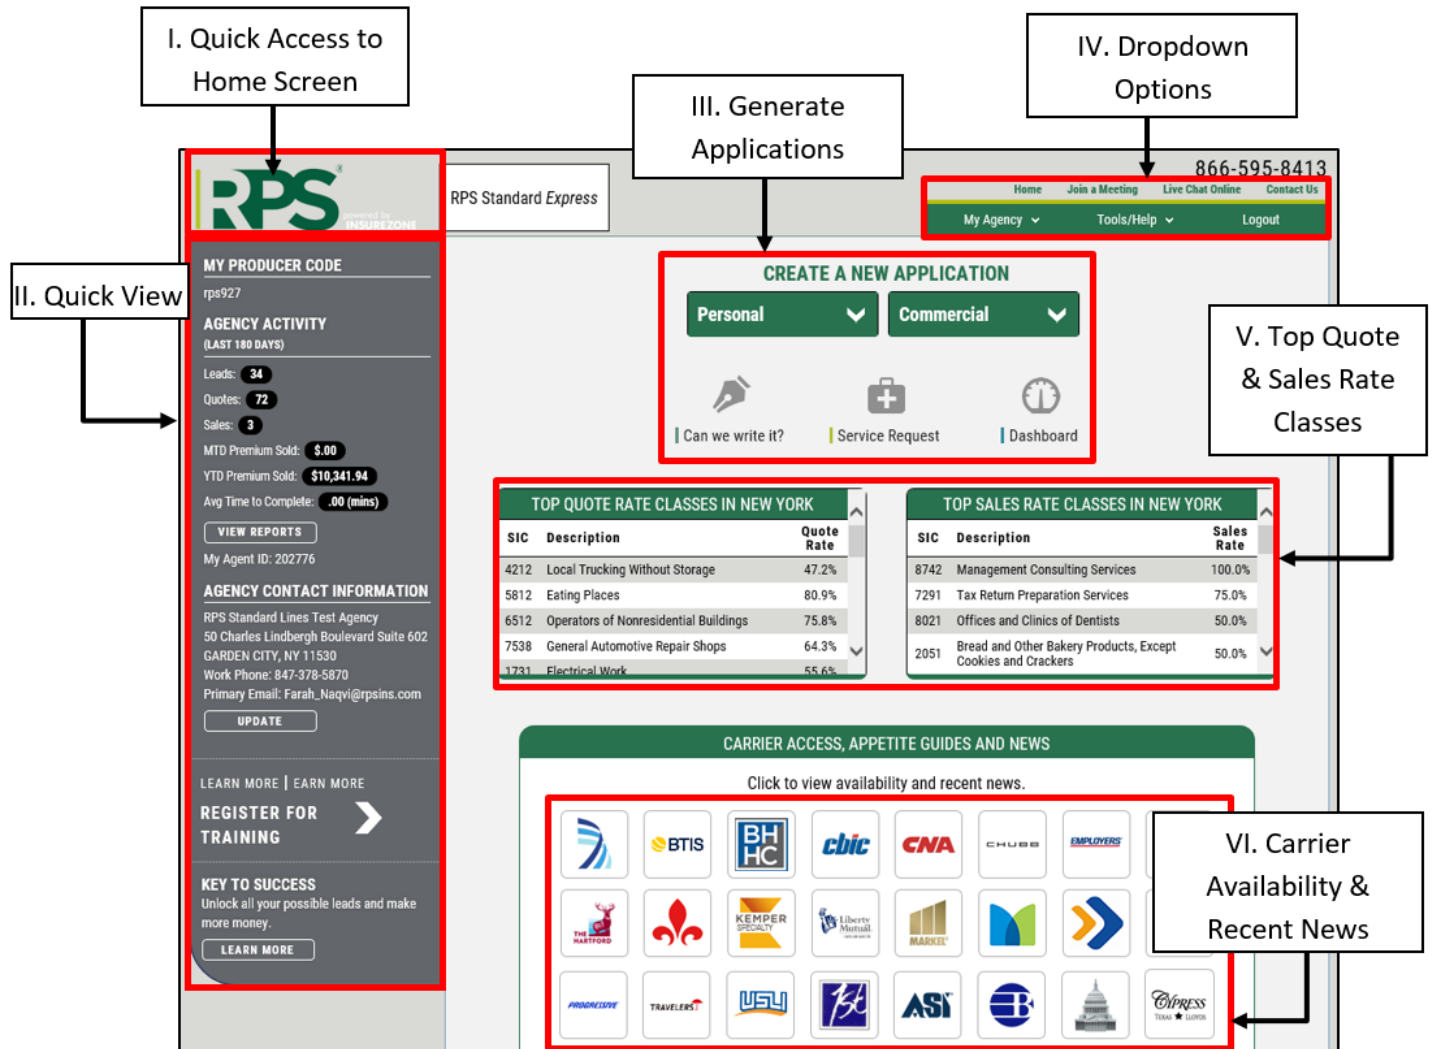 I. Quick Access to
Home Screen
III. Generate
Applications
IV. Dropdown
Options
RPS®
powered by
INSUREZONE
RPS Standard Express
866-595-8413
Home Join a Meeting Live Chat Online Contact Us
My Agency Tools/Help Logout
II. Quick View
MY PRODUCER CODE
rps927
AGENCY ACTIVITY
(LAST 180 DAYS)
Leads: 34
Quotes: 72
Sales: 3
MTD Premium Sold: $.00
YTD Premium Sold: $10,341.94
Avg Time to Complete: .00 (mins)
VIEW REPORTS
My Agent ID: 202776
AGENCY CONTACT INFORMATION
RPS Standard Lines Test Agency
50 Charles Lindbergh Boulevard Suite 602
GARDEN CITY, NY 11530
Work Phone: 847-378-5870
Primary Email: Farah_Naqvi@rpsins.com
UPDATE
LEARN MORE | EARN MORE
REGISTER FOR
TRAINING
KEY TO SUCCESS
Unlock all your possible leads and make
more money.
LEARN MORE
CREATE A NEW APPLICATION
Personal Commercial
Can we write it? Service Request Dashboard
V. Top Quote
& Sales Rate
Classes
TOP QUOTE RATE CLASSES IN NEW YORK
SIC Description Quote
Rate
4212 Local Trucking Without Storage 47.2%
5812 Eating Places 80.9%
6512 Operators of Nonresidential Buildings 75.8%
7538 General Automotive Repair Shops 64.3%
1731 Electrical Work 55.6%
TOP SALES RATE CLASSES IN NEW YORK
SIC Description Sales
Rate
8742 Management Consulting Services 100.0%
7291 Tax Return Preparation Services 75.0%
8021 Offices and Clinics of Dentists 50.0%
2051 Bread and Other Bakery Products, Except
Cookies and Crackers 50.0%
CARRIER ACCESS, APPETITE GUIDES AND NEWS
Click to view availability and recent news.
BTIS BH
HC cbic CNA CHUBB EMPLOYERS
VI. Carrier
Availability &
Recent News
THE
HARTFORD KEMPER
SPECIALTY Liberty
Mutual. MARKEL
PROGRESSIVE TRAVELERS USLI 1st ASI B CYPRESS
TEXAS LLOYDS